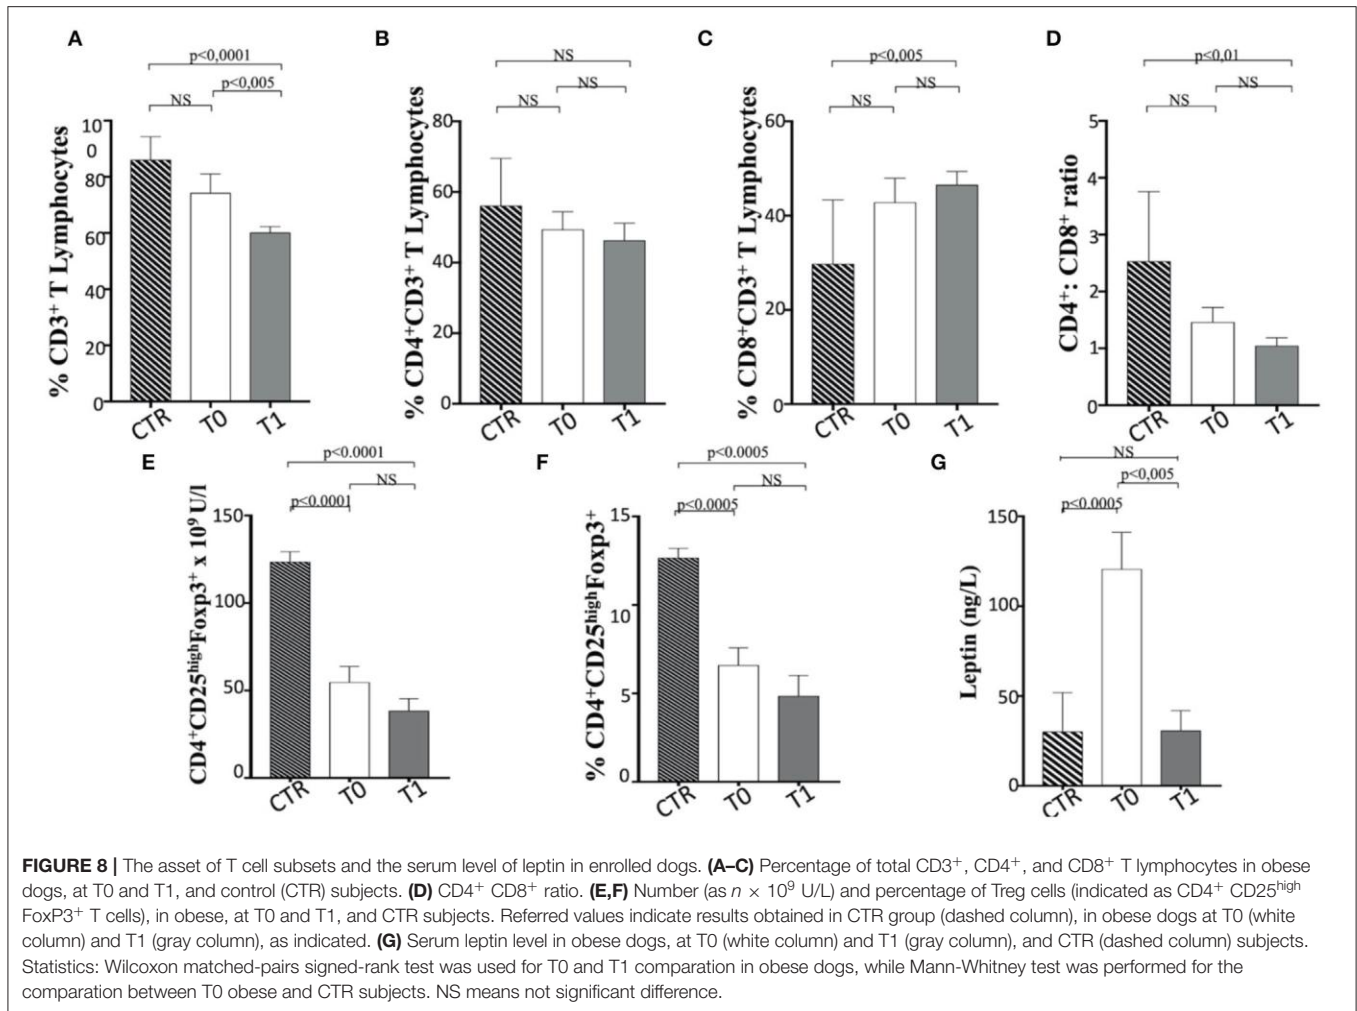 A
p<0,0001
p<0,005
NS
% CD3+ T Lymphocytes
10
0
80
60
40
20
0
CTR T0 T1
B
NS
NS
NS
% CD4+CD3+ T Lymphocytes
80
60
40
20
0
CTR T0 T1
C
p<0,005
NS
NS
% CD8+CD3+ T Lymphocytes
60
40
20
0
CTR T0 T1
D
p<0,01
NS
NS
CD4+: CD8+ ratio
5
4
3
2
1
0
CTR T0 T1
E
p<0.0001
NS
p<0.0001
CD4+CD25highFoxp3+ x 10⁹ U/l
150
100
50
0
CTR T0 T1
F
p<0.0005
NS
p<0.0005
% CD4+CD25highFoxp3+
15
10
5
0
CTR T0 T1
G
NS
p<0,005
p<0.0005
Leptin (ng/L)
150
100
50
0
CTR T0 T1
FIGURE 8 | The asset of T cell subsets and the serum level of leptin in enrolled dogs. (A–C) Percentage of total CD3+, CD4+, and CD8+ T lymphocytes in obese
dogs, at T0 and T1, and control (CTR) subjects. (D) CD4+ CD8+ ratio. (E,F) Number (as n × 10⁹ U/L) and percentage of Treg cells (indicated as CD4+ CD25high
FoxP3+ T cells), in obese, at T0 and T1, and CTR subjects. Referred values indicate results obtained in CTR group (dashed column), in obese dogs at T0 (white
column) and T1 (gray column), as indicated. (G) Serum leptin level in obese dogs, at T0 (white column) and T1 (gray column), and CTR (dashed column) subjects.
Statistics: Wilcoxon matched-pairs signed-rank test was used for T0 and T1 comparation in obese dogs, while Mann-Whitney test was performed for the
comparation between T0 obese and CTR subjects. NS means not significant difference.